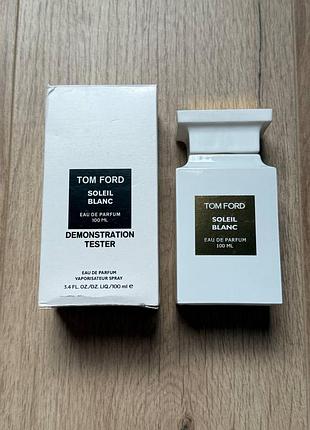 TOM FORD
SOLEIL
BLANC
EAU DE PARFUM
100 ML
DEMONSTRATION
TESTER
EAU DE PARFUM
VAPORISATEUR SPRAY
3.4 FL.OZ./OZ.LIQ./100 ml ℮
TOM FORD
SOLEIL
BLANC
EAU DE PARFUM
100 ML